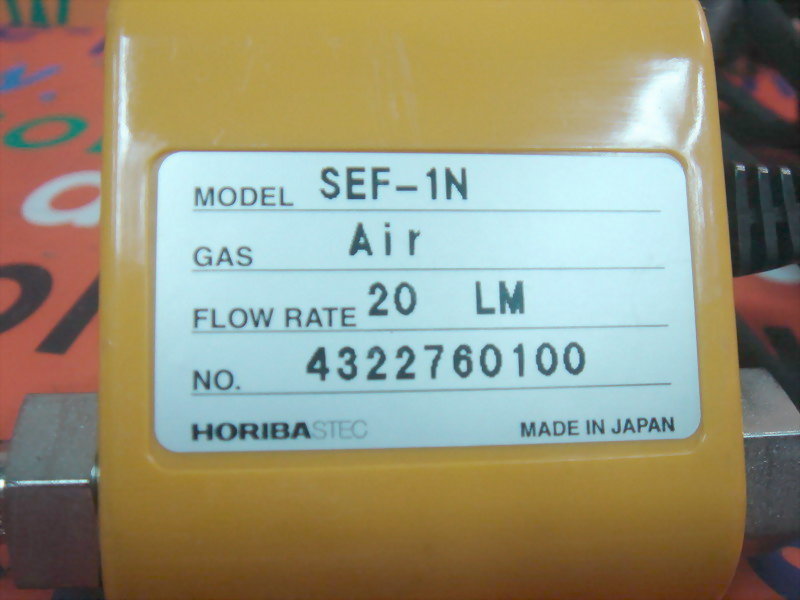 MODEL SEF-1N
GAS Air
FLOW RATE 20 LM
NO. 4322760100
HORIBASTEC MADE IN JAPAN